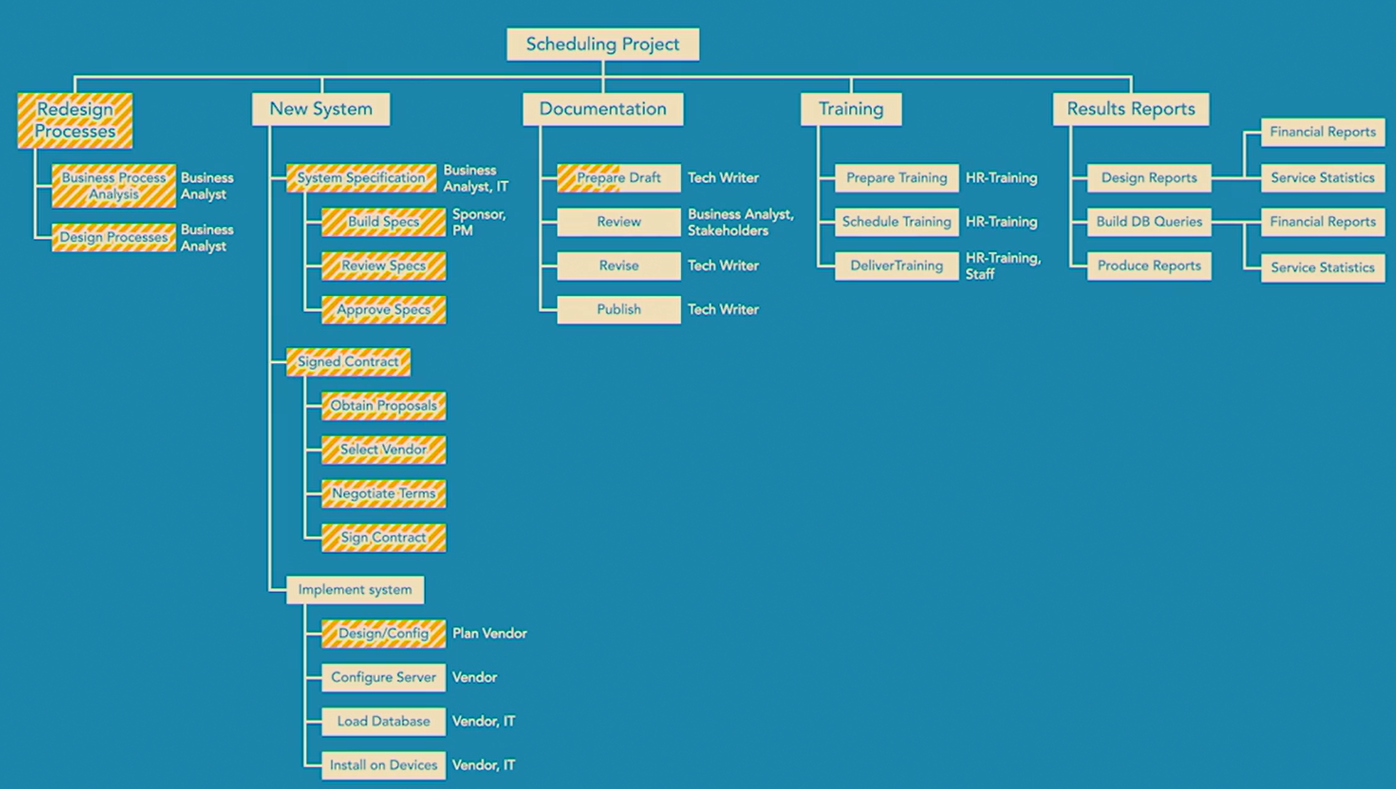 Scheduling Project
Redesign
Processes
Business Process
Analysis
Business
Analyst
Design Processes
Business
Analyst
New System
System Specification
Business
Analyst, IT
Build Specs
Sponsor,
PM
Review Specs
Approve Specs
Signed Contract
Obtain Proposals
Select Vendor
Negotiate Terms
Sign Contract
Implement system
Design/Config
Plan Vendor
Configure Server
Vendor
Load Database
Vendor, IT
Install on Devices
Vendor, IT
Documentation
Prepare Draft
Tech Writer
Review
Business Analyst,
Stakeholders
Revise
Tech Writer
Publish
Tech Writer
Training
Prepare Training
HR-Training
Schedule Training
HR-Training
DeliverTraining
HR-Training,
Staff
Results Reports
Design Reports
Financial Reports
Service Statistics
Build DB Queries
Financial Reports
Service Statistics
Produce Reports